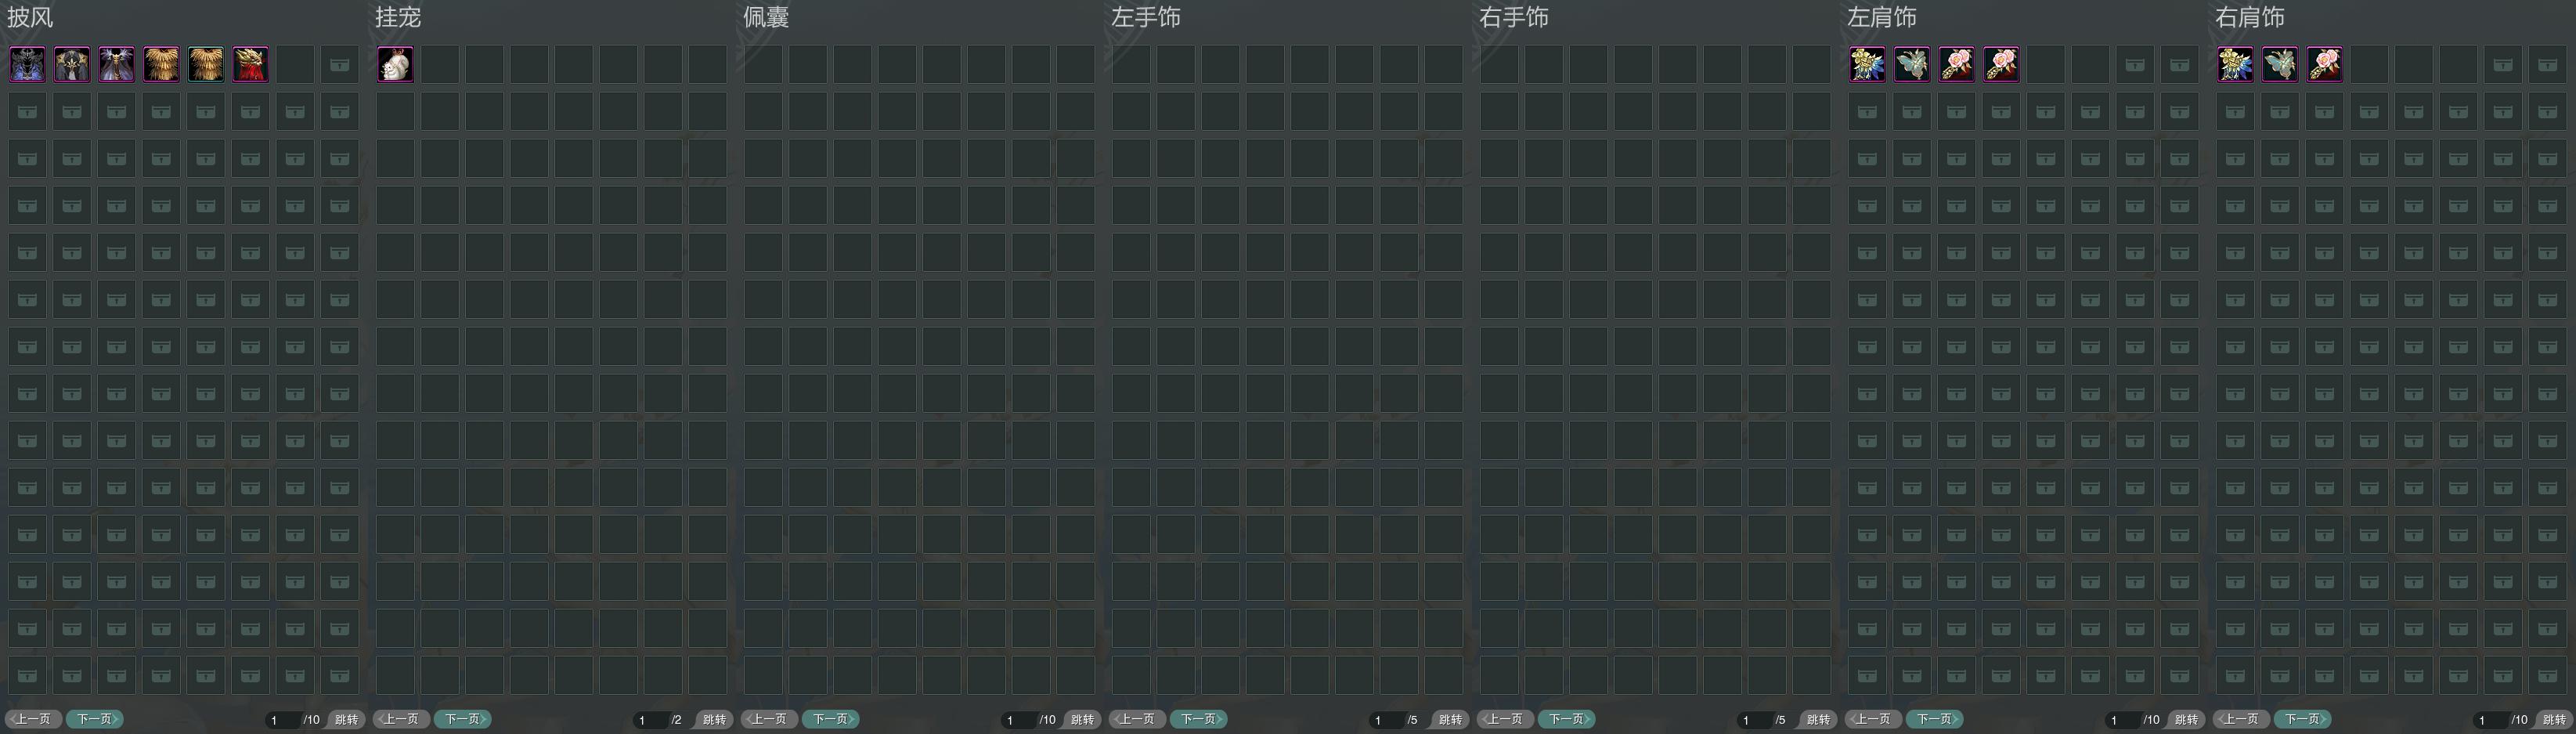 披风
挂宠
佩囊
左手饰
右手饰
左肩饰
右肩饰
上一页 下一页 1 /10 跳转
上一页 下一页 1 /2 跳转
上一页 下一页 1 /10 跳转
上一页 下一页 1 /5 跳转
上一页 下一页 1 /5 跳转
上一页 下一页 1 /10 跳转
上一页 下一页 1 /10 跳转